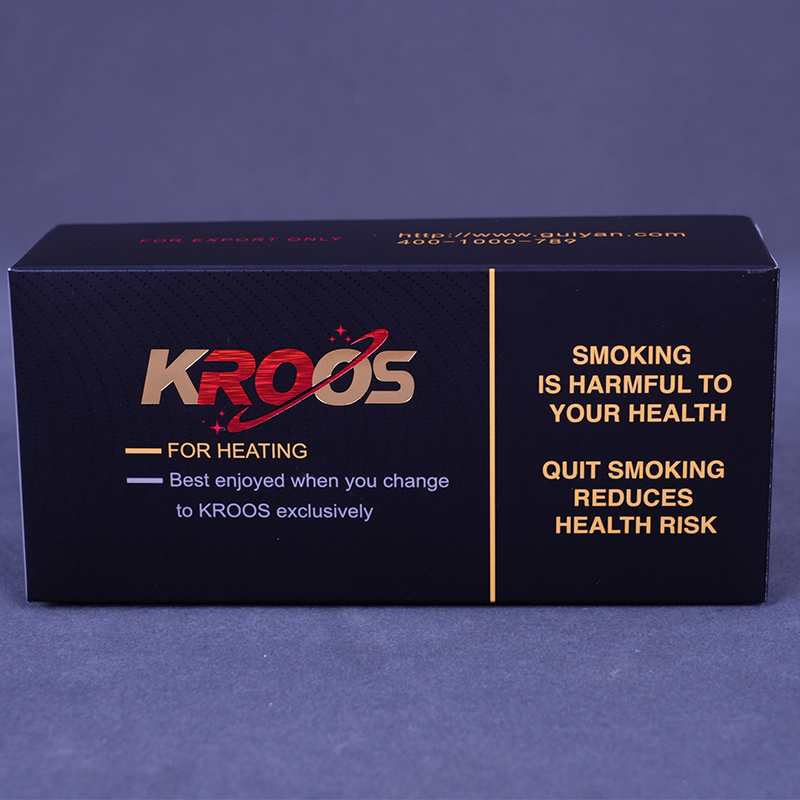 FOR EXPORT ONLY
http://www.guiyan.com
400-1000-789
KROOS
FOR HEATING
Best enjoyed when you change
to KROOS exclusively
SMOKING
IS HARMFUL TO
YOUR HEALTH
QUIT SMOKING
REDUCES
HEALTH RISK